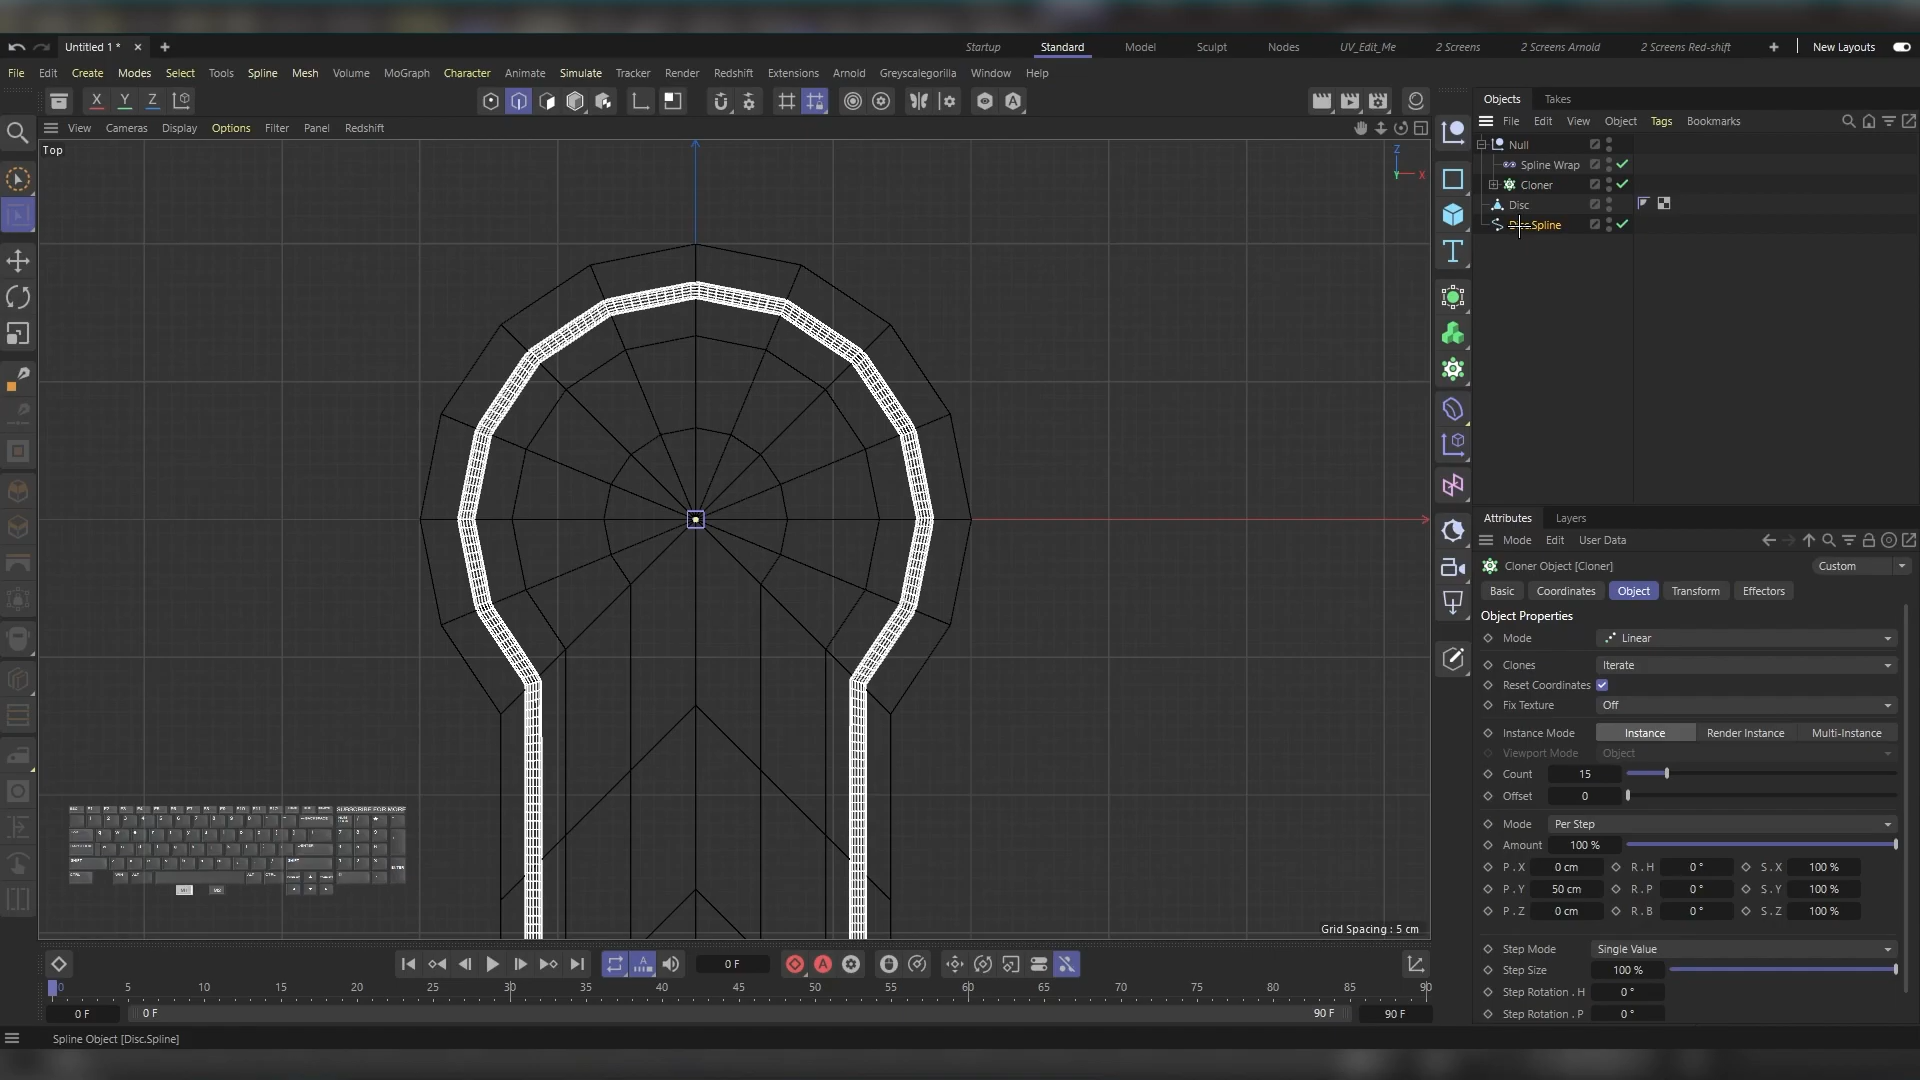 Untitled 1 *
Startup Standard Model Sculpt Nodes UV_Edit_Me 2 Screens 2 Screens Arnold 2 Screens Red-shift New Layouts
File Edit Create Modes Select Tools Spline Mesh Volume MoGraph Character Animate Simulate Tracker Render Redshift Extensions Arnold Greyscalegorilla Window Help
X Y Z
Objects Takes
View Cameras Display Options Filter Panel Redshift
File Edit View Object Tags Bookmarks
Top
Z
Y X
Null
Spline Wrap
Cloner
Disc
Spline
Attributes Layers
Mode Edit User Data
Cloner Object [Cloner] Custom
Basic Coordinates Object Transform Effectors
Object Properties
Mode Linear
Clones Iterate
Reset Coordinates
Fix Texture Off
Instance Mode Instance Render Instance Multi-Instance
Viewport Mode Object
Count 15
Offset 0
Mode Per Step
Amount 100 %
P . X 0 cm R . H 0 ° S . X 100 %
P . Y 50 cm R . P 0 ° S . Y 100 %
P . Z 0 cm R . B 0 ° S . Z 100 %
Step Mode Single Value
Step Size 100 %
Step Rotation . H 0 °
Step Rotation . P 0 °
SUBSCRIBE FOR MORE
Grid Spacing : 5 cm
0 F
0 5 10 15 20 25 30 35 40 45 50 55 60 65 70 75 80 85 90
0 F 0 F 90 F 90 F
Spline Object [Disc.Spline]